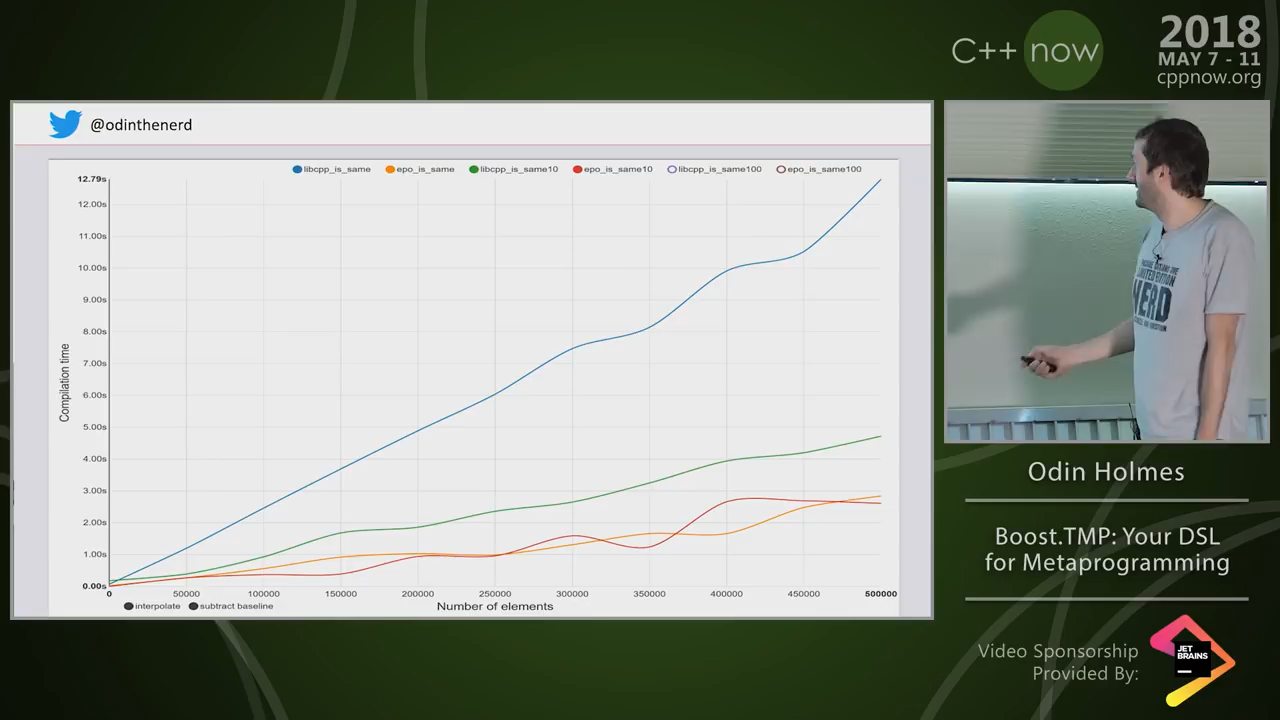 C++ now
2018
MAY 7 - 11
cppnow.org
@odinthenerd
libcpp_is_same epo_is_same libcpp_is_same10 epo_is_same10 libcpp_is_same100 epo_is_same100
12.79s
12.00s
11.00s
10.00s
9.00s
8.00s
7.00s
6.00s
5.00s
4.00s
3.00s
2.00s
1.00s
0.00s
Compilation time
0 50000 100000 150000 200000 250000 300000 350000 400000 450000 500000
interpolate subtract baseline
Number of elements
LIMITED EDITION
NERD
Odin Holmes
Boost.TMP: Your DSL
for Metaprogramming
Video Sponsorship
Provided By:
JET
BRAINS